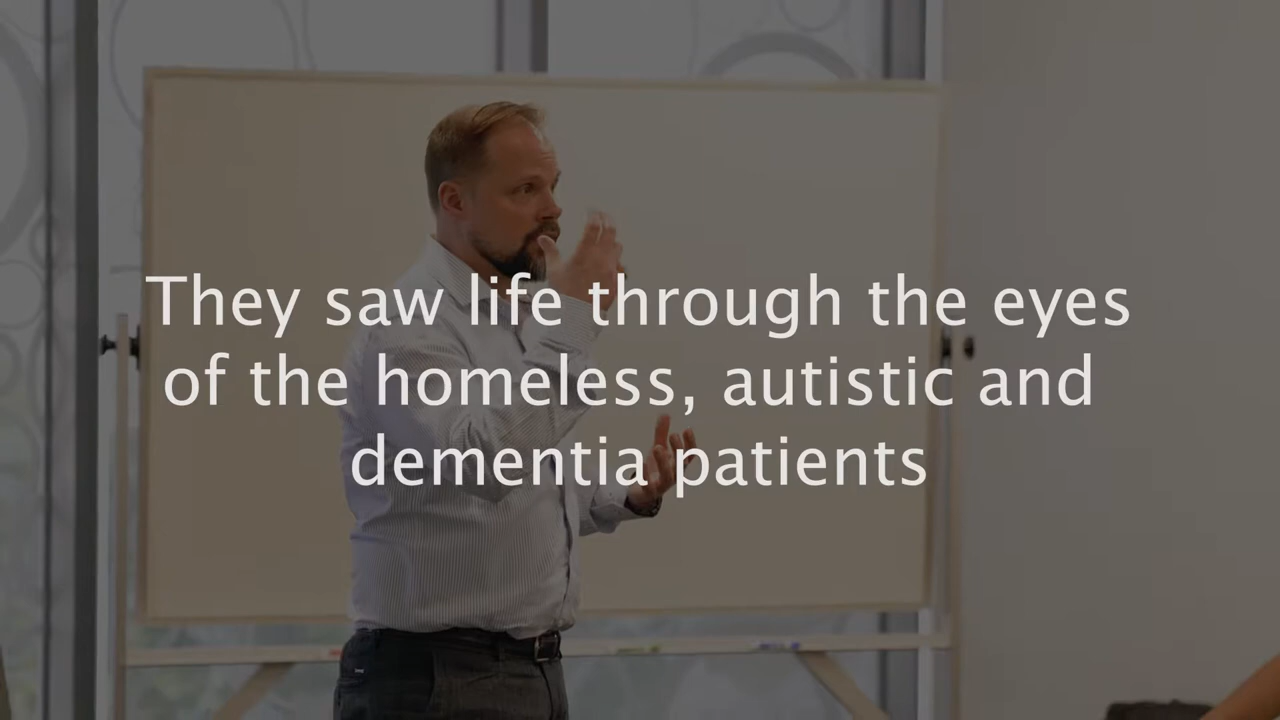 They saw life through the eyes
of the homeless, autistic and
dementia patients